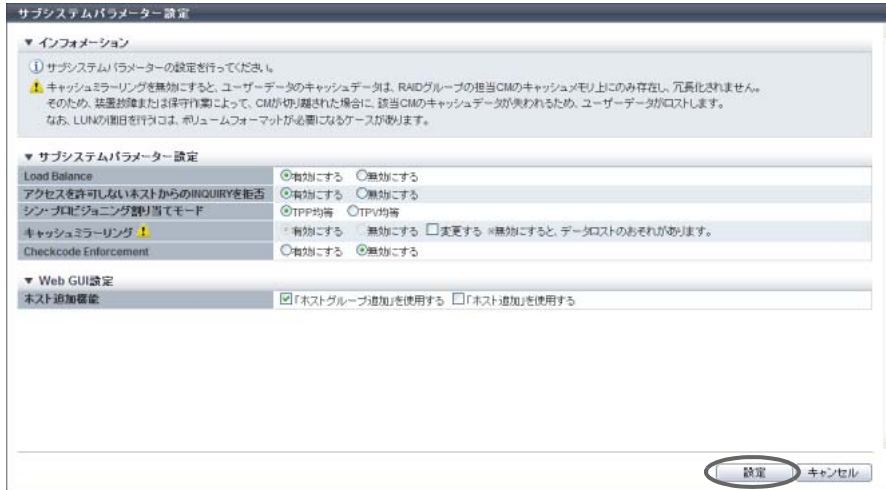 サブシステムパラメーター設定
▼ インフォメーション
サブシステムパラメーターの設定を行ってください。
キャッシュミラーリングを無効にすると、ユーザーデータのキャッシュデータは、RAIDグループの担当CMのキャッシュメモリ上にのみ存在し、冗長化されません。
そのため、装置故障または保守作業によって、CMが切り離された場合に、該当CMのキャッシュデータが失われるため、ユーザーデータがロストします。
なお、LUNの復旧を行うには、ボリュームフォーマットが必要になるケースがあります。
▼ サブシステムパラメーター設定
Load Balance 有効にする 無効にする
アクセスを許可しないホストからのINQUIRYを拒否 有効にする 無効にする
シン・プロビジョニング割り当てモード TPP均等 TPV均等
キャッシュミラーリング 有効にする 無効にする 変更する ※無効にすると、データロストのおそれがあります。
Checkcode Enforcement 有効にする 無効にする
▼ Web GUI設定
ホスト追加機能 「ホストグループ追加」を使用する 「ホスト追加」を使用する
設定 キャンセル